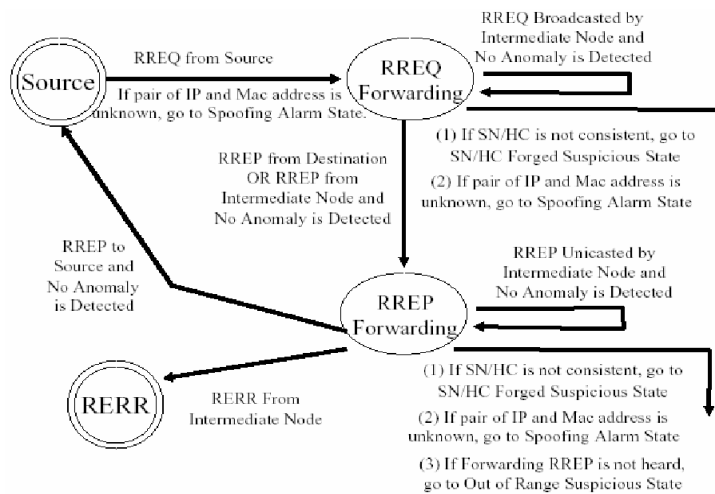 RREQ Broadcasted by
Intermediate Node and
No Anomaly is Detected
Source
RREQ from Source
RREQ
Forwarding
If pair of IP and Mac address is
unknown, go to Spoofing Alarm State.
(1) If SN/HC is not consistent, go to
SN/HC Forged Suspicious State
(2) If pair of IP and Mac address is
unknown, go to Spoofing Alarm State
RREP from Destination
OR RREP from
Intermediate Node and
No Anomaly is Detected
RREP to
Source and
No Anomaly
is Detected
RREP Unicasted by
Intermediate Node and
No Anomaly is Detected
RREP
Forwarding
RERR
RERR From
Intermediate Node
(1) If SN/HC is not consistent, go to
SN/HC Forged Suspicious State
(2) If pair of IP and Mac address is
unknown, go to Spoofing Alarm State
(3) If Forwarding RREP is not heard,
go to Out of Range Suspicious State